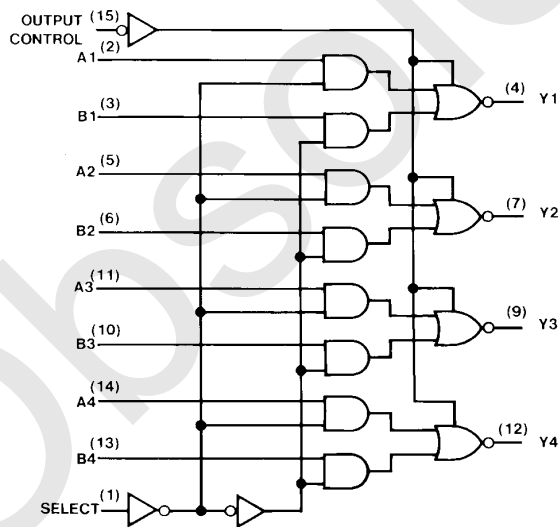 OUTPUT (15)
CONTROL
(2)
A1
(4)
Y1
(3)
B1
(5)
A2
(7)
Y2
(6)
B2
(11)
A3
(9)
Y3
(10)
B3
(14)
A4
(12)
Y4
(13)
B4
SELECT (1)